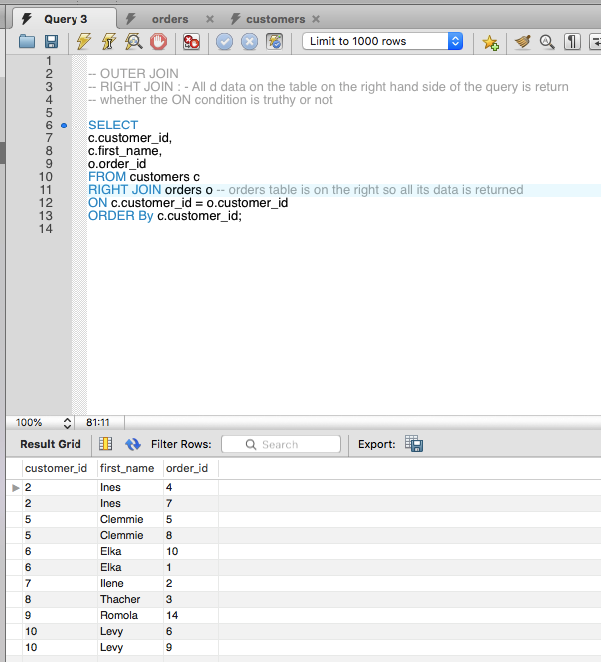 Query 3 orders customers
Limit to 1000 rows
1
2 -- OUTER JOIN
3 -- RIGHT JOIN : - All d data on the table on the right hand side of the query is return
4 -- whether the ON condition is truthy or not
5
6 SELECT
7 c.customer_id,
8 c.first_name,
9 o.order_id
10 FROM customers c
11 RIGHT JOIN orders o -- orders table is on the right so all its data is returned
12 ON c.customer_id = o.customer_id
13 ORDER By c.customer_id;
14
100% 81:11
Result Grid Filter Rows: Search Export:
customer_id first_name order_id
2 Ines 4
2 Ines 7
5 Clemmie 5
5 Clemmie 8
6 Elka 10
6 Elka 1
7 Ilene 2
8 Thacher 3
9 Romola 14
10 Levy 6
10 Levy 9